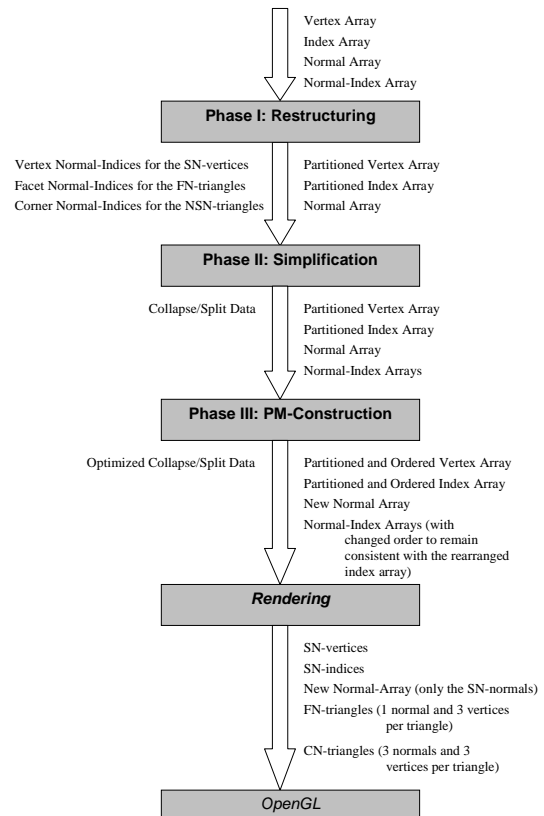 Vertex Array
Index Array
Normal Array
Normal-Index Array
Phase I: Restructuring
Vertex Normal-Indices for the SN-vertices
Facet Normal-Indices for the FN-triangles
Corner Normal-Indices for the NSN-triangles
Partitioned Vertex Array
Partitioned Index Array
Normal Array
Phase II: Simplification
Collapse/Split Data
Partitioned Vertex Array
Partitioned Index Array
Normal Array
Normal-Index Arrays
Phase III: PM-Construction
Optimized Collapse/Split Data
Partitioned and Ordered Vertex Array
Partitioned and Ordered Index Array
New Normal Array
Normal-Index Arrays (with
changed order to remain
consistent with the rearranged
index array)
Rendering
SN-vertices
SN-indices
New Normal-Array (only the SN-normals)
FN-triangles (1 normal and 3 vertices
per triangle)
CN-triangles (3 normals and 3
vertices per triangle)
OpenGL